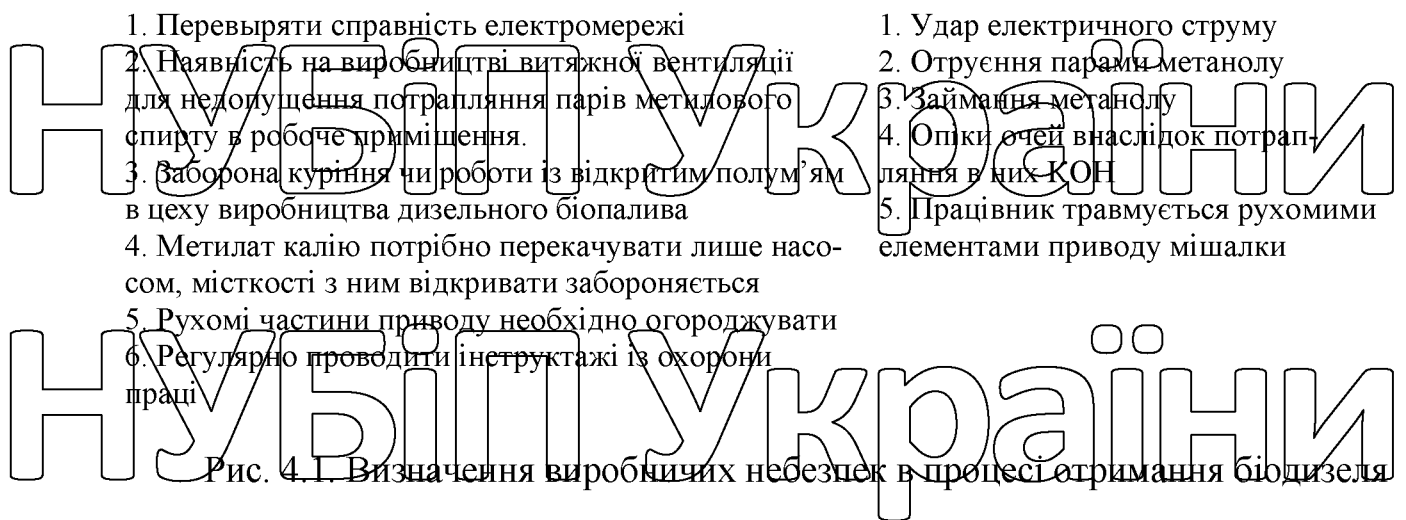 1. Перевыряти справність електромережі
2. Наявність на виробництві витяжної вентиляції
для недопущення потрапляння парів метилового
спирту в робоче приміщення.
3. Заборона куріння чи роботи із відкритим полум’ям
в цеху виробництва дизельного біопалива
4. Метилат калію потрібно перекачувати лише насо-
сом, місткості з ним відкривати забороняється
5. Рухомі частини приводу необхідно огороджувати
6. Регулярно проводити інструктажі із охорони
праці
1. Удар електричного струму
2. Отруєння парами метанолу
3. Займання метанолу
4. Опіки очей внаслідок потрап-
ляння в них КОН
5. Працівник травмується рухомими
елементами приводу мішалки
НУБіП України
НУБіП України
Рис. 4.1. Визначення виробничих небезпек в процесі отримання біодизеля